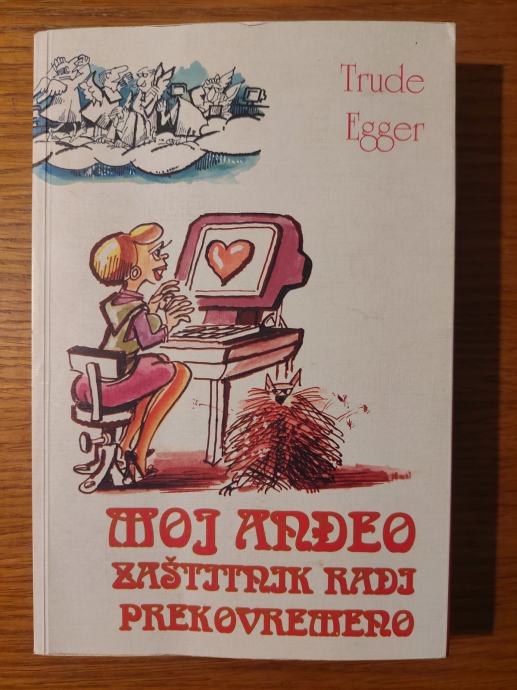 Trude
Egger
MOJ ANĐEO
ZAŠTITNIK RADI
PREKOVREMENO